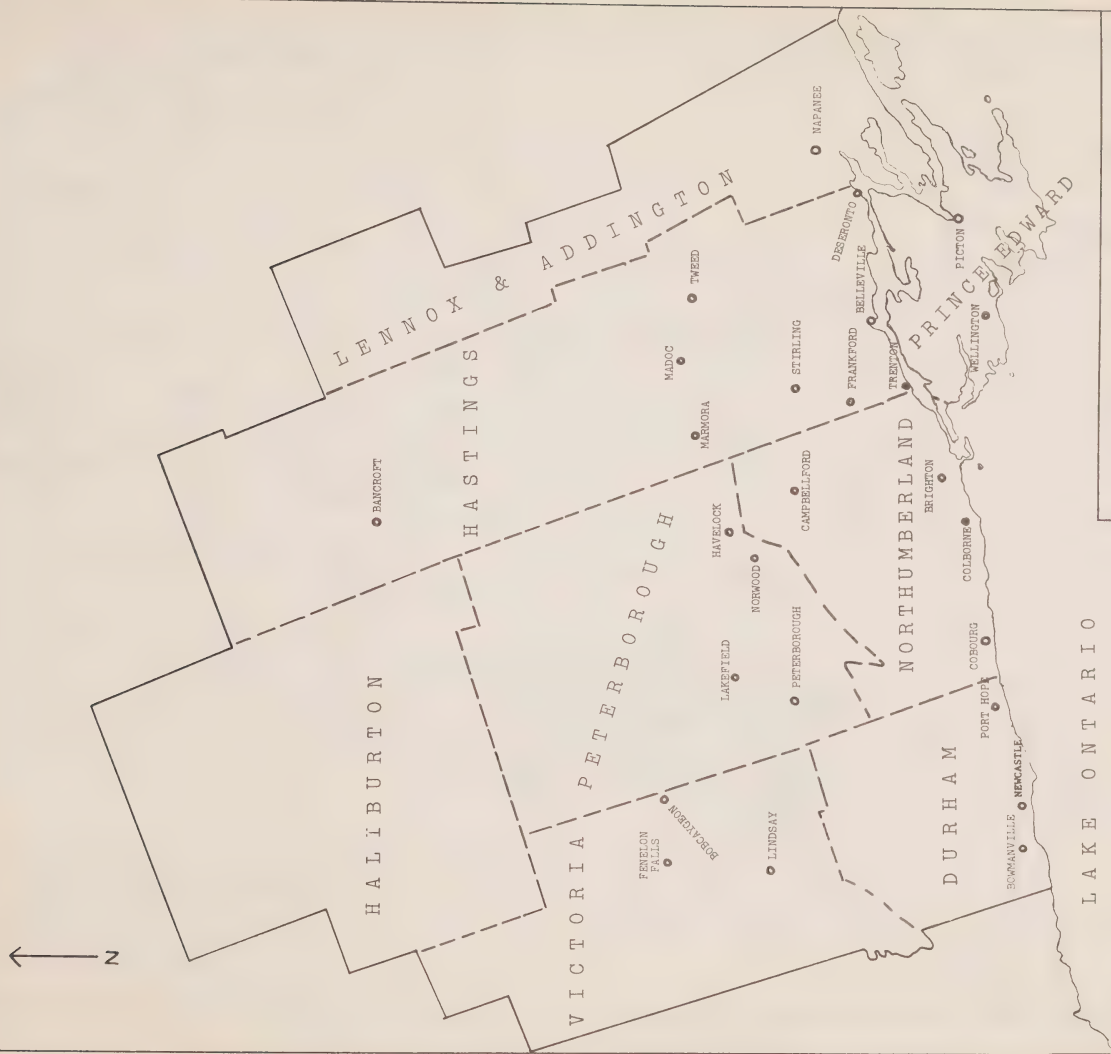 N
HALIBURTON
VICTORIA
PETERBOROUGH
HASTINGS
LENNOX & ADDINGTON
DURHAM
NORTHUMBERLAND
PRINCE EDWARD
LAKE ONTARIO
BANCROFT
FENELON
FALLS
BOBCAYGEON
LINDSAY
LAKEFIELD
PETERBOROUGH
HAVELOCK
NORWOOD
CAMPBELLFORD
MARMORA
MADOC
TWEED
STIRLING
FRANKFORD
TRENTON
BELLEVILLE
DESERONTO
NAPANEE
PICTON
WELLINGTON
BRIGHTON
COLBORNE
COBOURG
PORT HOPE
NEWCASTLE
BOWMANVILLE